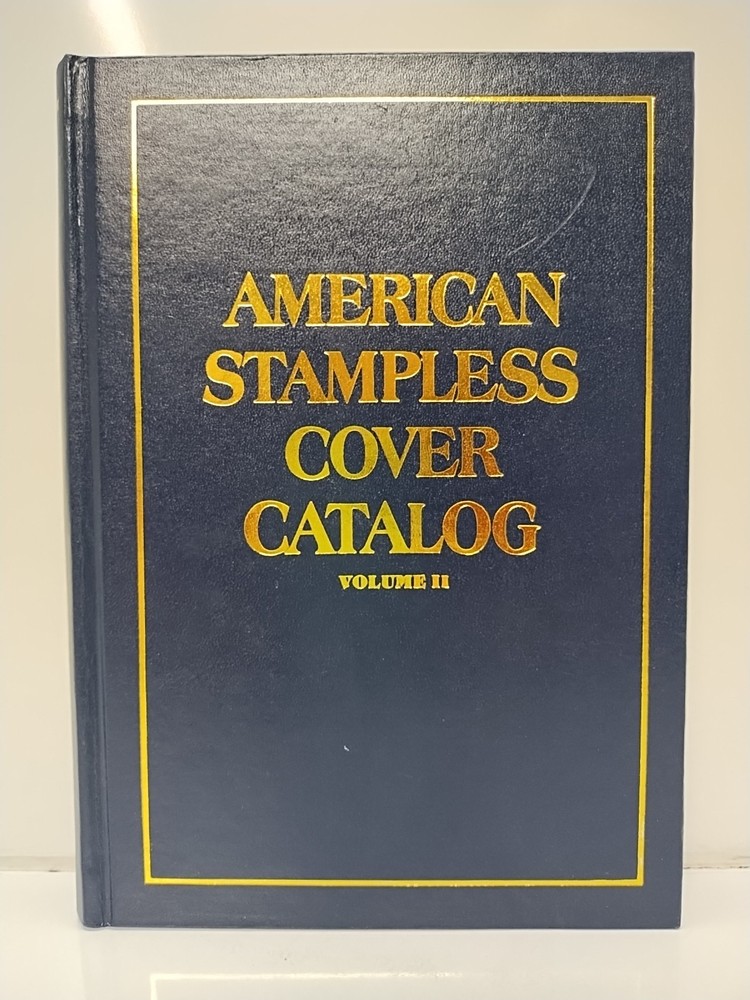 AMERICAN
STAMPLESS
COVER
CATALOG
VOLUME II